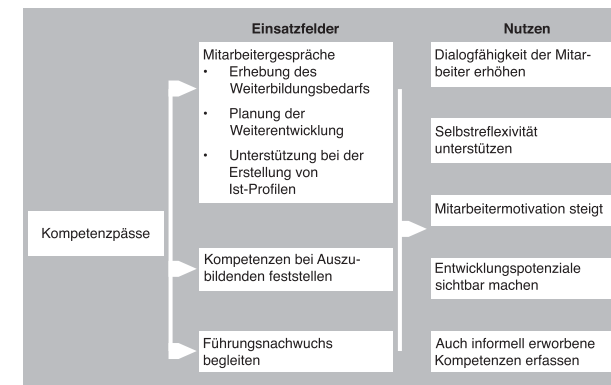 Einsatzfelder
Nutzen
Kompetenzpässe
Mitarbeitergespräche
• Erhebung des
Weiterbildungsbedarfs
• Planung der
Weiterentwicklung
• Unterstützung bei der
Erstellung von
Ist-Profilen
Kompetenzen bei Auszu-
bildenden feststellen
Führungsnachwuchs
begleiten
Dialogfähigkeit der Mitar-
beiter erhöhen
Selbstreflexivität
unterstützen
Mitarbeitermotivation steigt
Entwicklungspotenziale
sichtbar machen
Auch informell erworbene
Kompetenzen erfassen